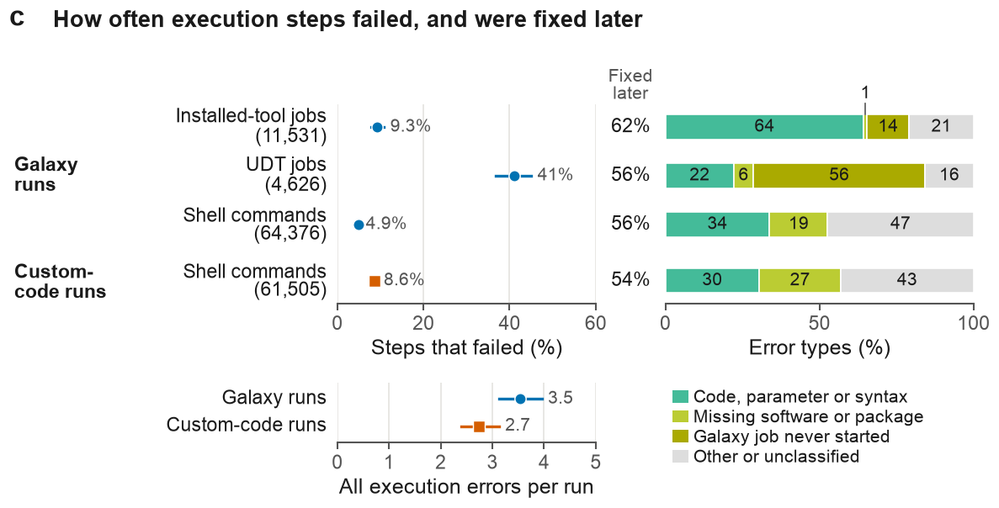 c How often execution steps failed, and were fixed later
Fixed
later
1
Installed-tool jobs
(11,531)
9.3%
62%
64
14
21
Galaxy
runs
UDT jobs
(4,626)
41%
56%
22
6
56
16
Shell commands
(64,376)
4.9%
56%
34
19
47
Custom-
code runs
Shell commands
(61,505)
8.6%
54%
30
27
43
0 20 40 60
Steps that failed (%)
0 50 100
Error types (%)
Galaxy runs
3.5
Custom-code runs
2.7
0 1 2 3 4 5
All execution errors per run
Code, parameter or syntax
Missing software or package
Galaxy job never started
Other or unclassified